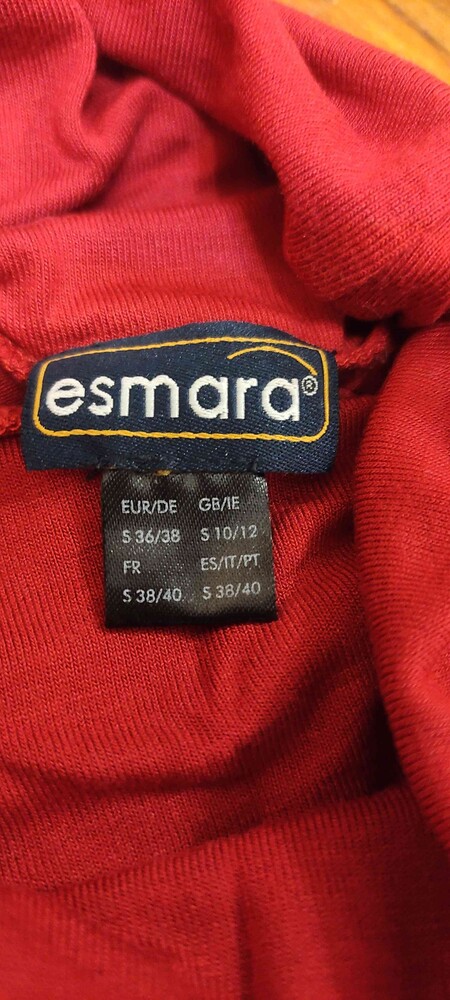 esmara®
EUR/DE GB/IE
S 36/38 S 10/12
FR ES/IT/PT
S 38/40 S 38/40